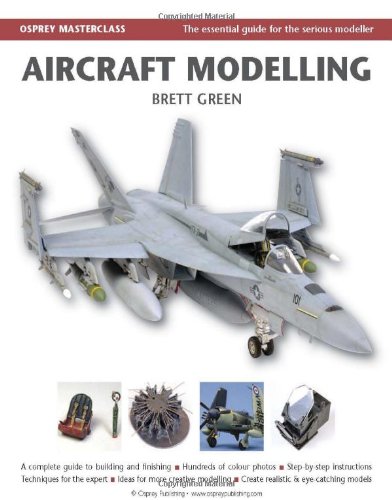 Copyrighted Material
OSPREY MASTERCLASS The essential guide for the serious modeller
AIRCRAFT MODELLING
BRETT GREEN
101
A complete guide to building and finishing ▪ Hundreds of colour photos ▪ Step-by-step instructions
Techniques for the expert ▪ Ideas for more creative modelling ▪ Create realistic & eye-catching models
Copyrighted Material
© Osprey Publishing ▪ www.ospreypublishing.com